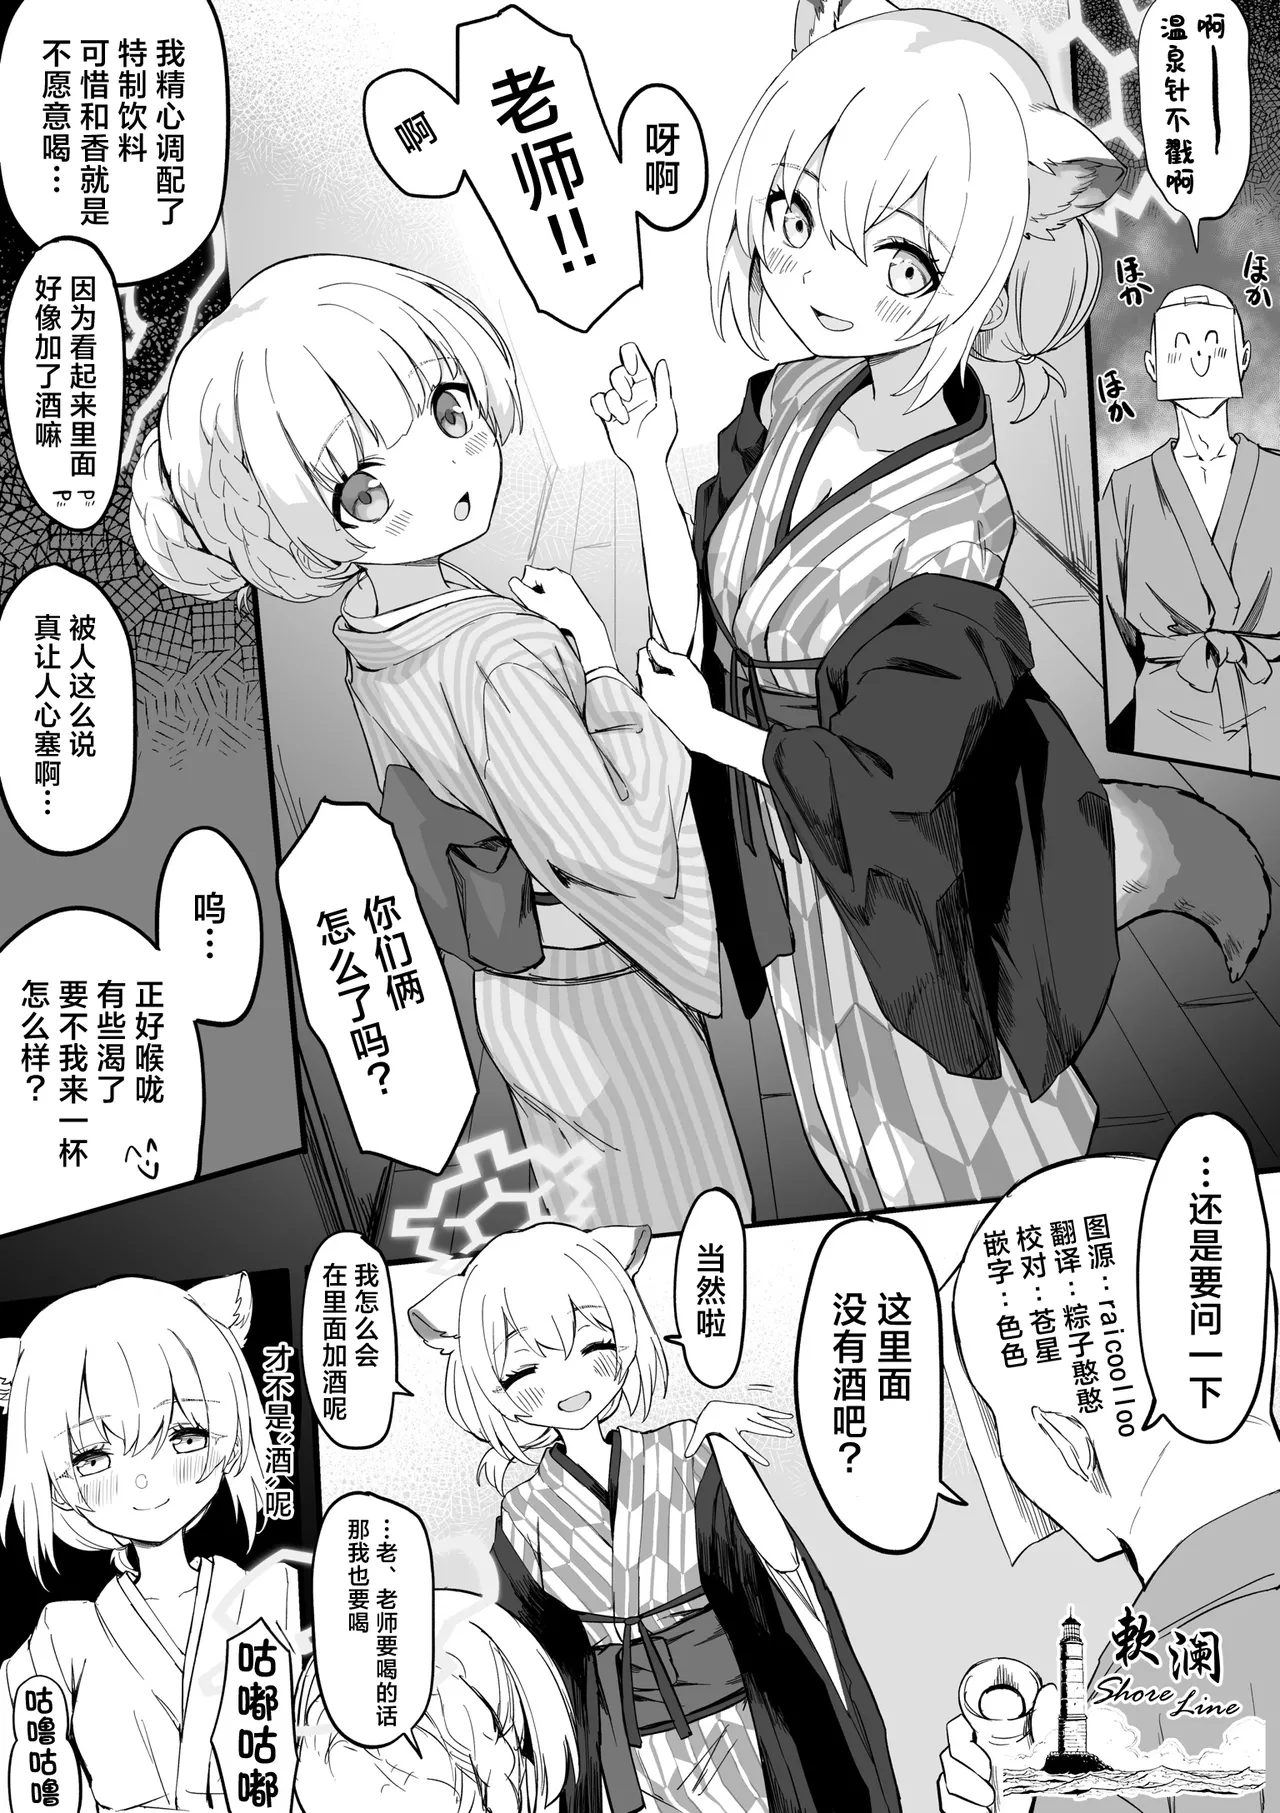 啊——
温泉针不戳啊
ほか
ほか
ほか
呀啊
老师!!
啊
你们俩
怎么了吗？
我精心调配了
特制饮料
可惜和香就是
不愿意喝…
因为看起来里面
好像加了酒嘛
被人这么说
真让人心塞啊…
呜…
正好喉咙
有些渴了
要不我来一杯
怎么样？
…还是要问一下
这里面
没有酒吧？
图源：raicoolloo
翻译：粽子憨憨
校对：苍星
嵌字：色色
当然啦
我怎么会
在里面加酒呢
…老、老师要喝的话
那我也要喝
才不是“酒”呢
咕嘟咕嘟
咕噜咕噜
軟澜
Shore Line